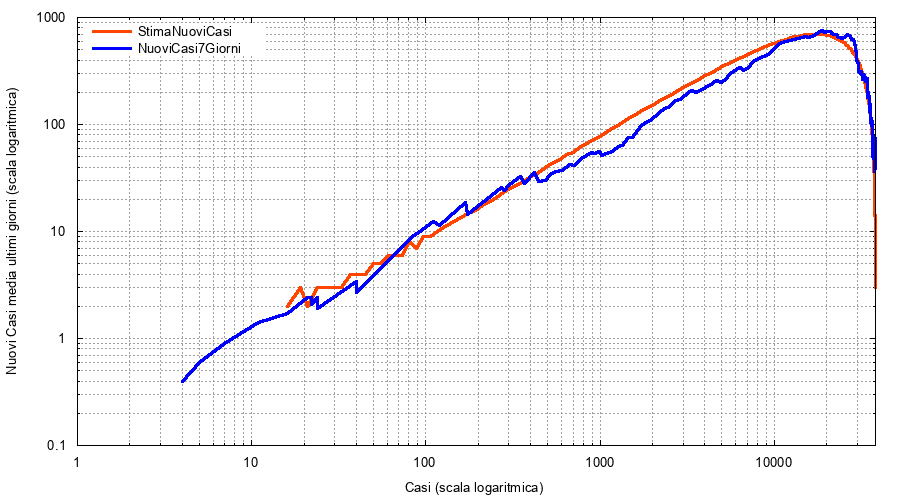 StimaNuoviCasi
NuoviCasi7Giorni
1000
100
10
1
0.1
1
10
100
1000
10000
Nuovi Casi media ultimi giorni (scala logaritmica)
Casi (scala logaritmica)